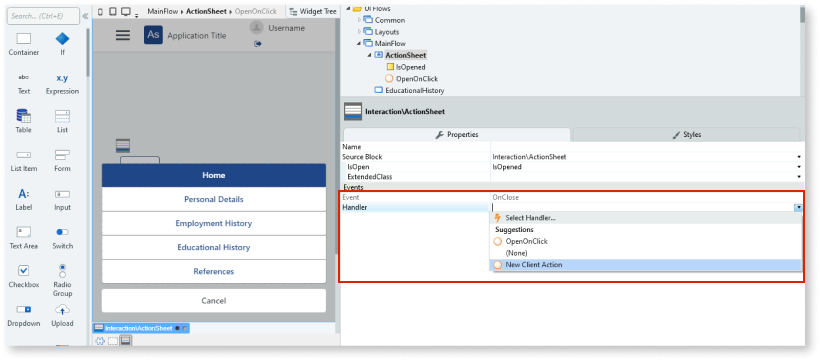 Search... (Ctrl+E)
Container
If
abc
Text
x.y
Expression
Table
List
List Item
Form
A:
Label
Input
Text Area
Switch
Checkbox
Radio
Group
Dropdown
Upload
MainFlow ▸ ActionSheet ▸ OpenOnClick
Widget Tree
As
Application Title
Username
Home
Personal Details
Employment History
Educational History
References
Cancel
Interaction\ActionSheet
UI Flows
Common
Layouts
MainFlow
ActionSheet
IsOpened
OpenOnClick
EducationalHistory
Interaction\ActionSheet
Properties
Styles
Name
Source Block Interaction\ActionSheet
IsOpen IsOpened
ExtendedClass
Events
Event OnClose
Handler
Select Handler...
Suggestions
OpenOnClick
(None)
New Client Action